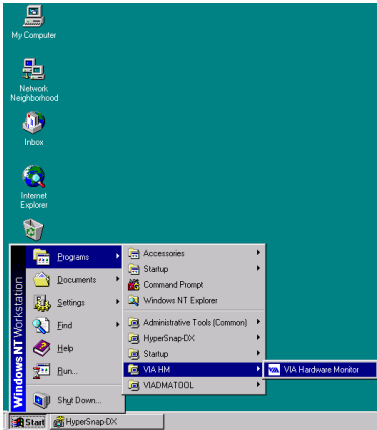 My Computer
Network
Neighborhood
Inbox
Internet
Explorer
Windows NT Workstation
Programs
Documents
Settings
Find
Help
Run...
Shut Down...
Accessories
Startup
Command Prompt
Windows NT Explorer
Administrative Tools (Common)
HyperSnap-DX
Startup
VIA HM
VIADMATOOL
VIA Hardware Monitor
Start
HyperSnap-DX